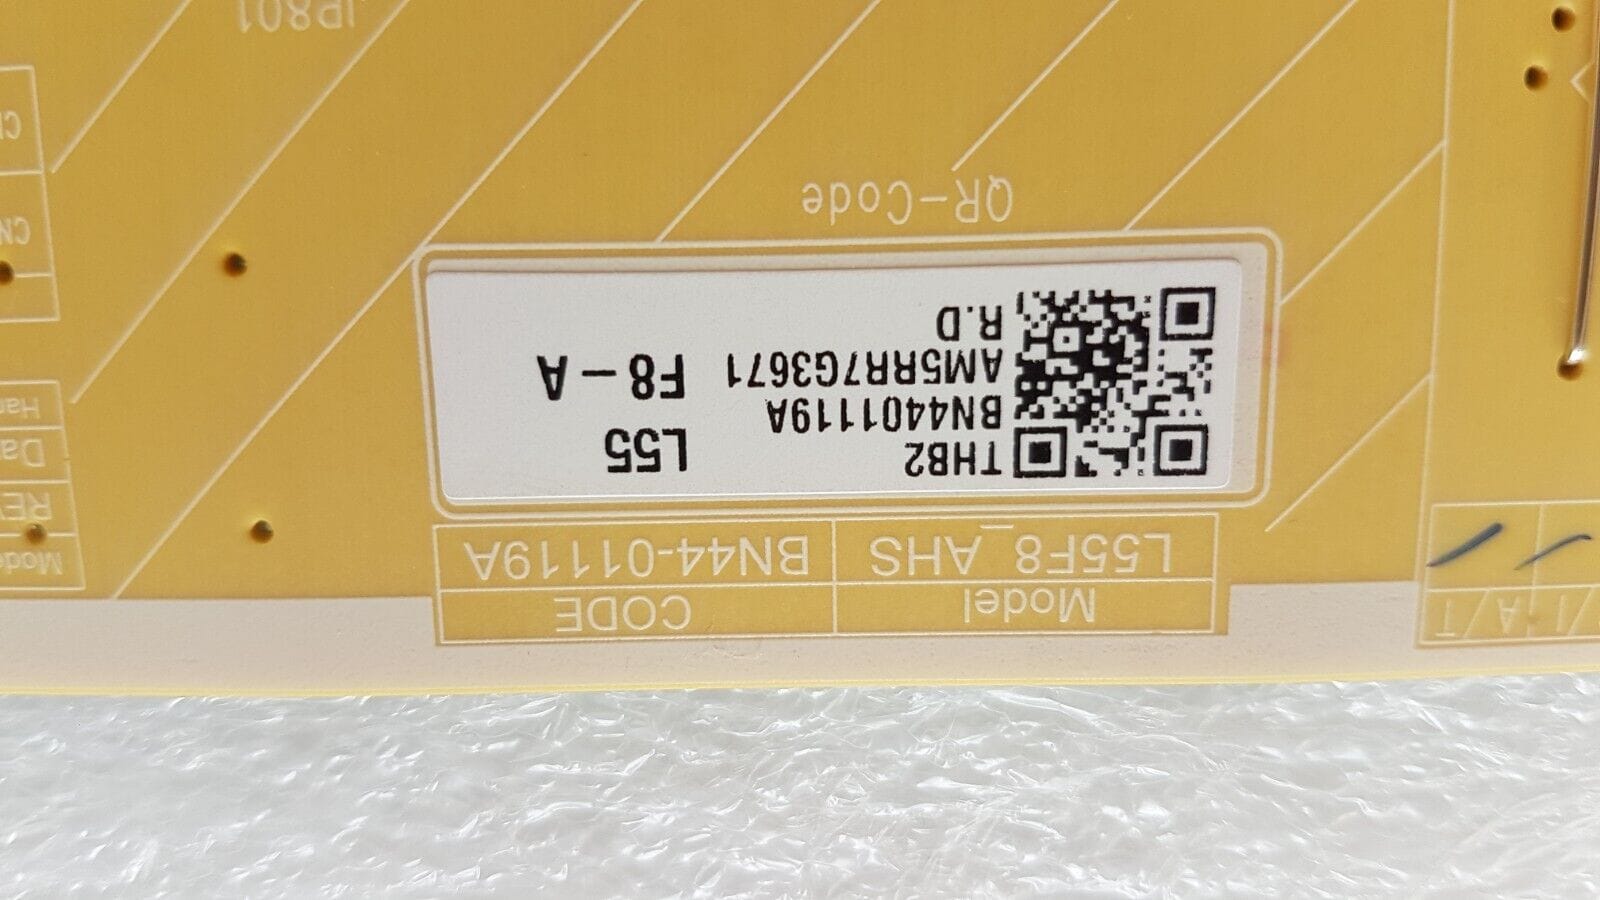 Model CODE
L55F8_AHS BN44-01119A
THB2
BN4401119A
AM5RR7G3671
R.D
L55
F8-A
QR-Code
JP801
A/T